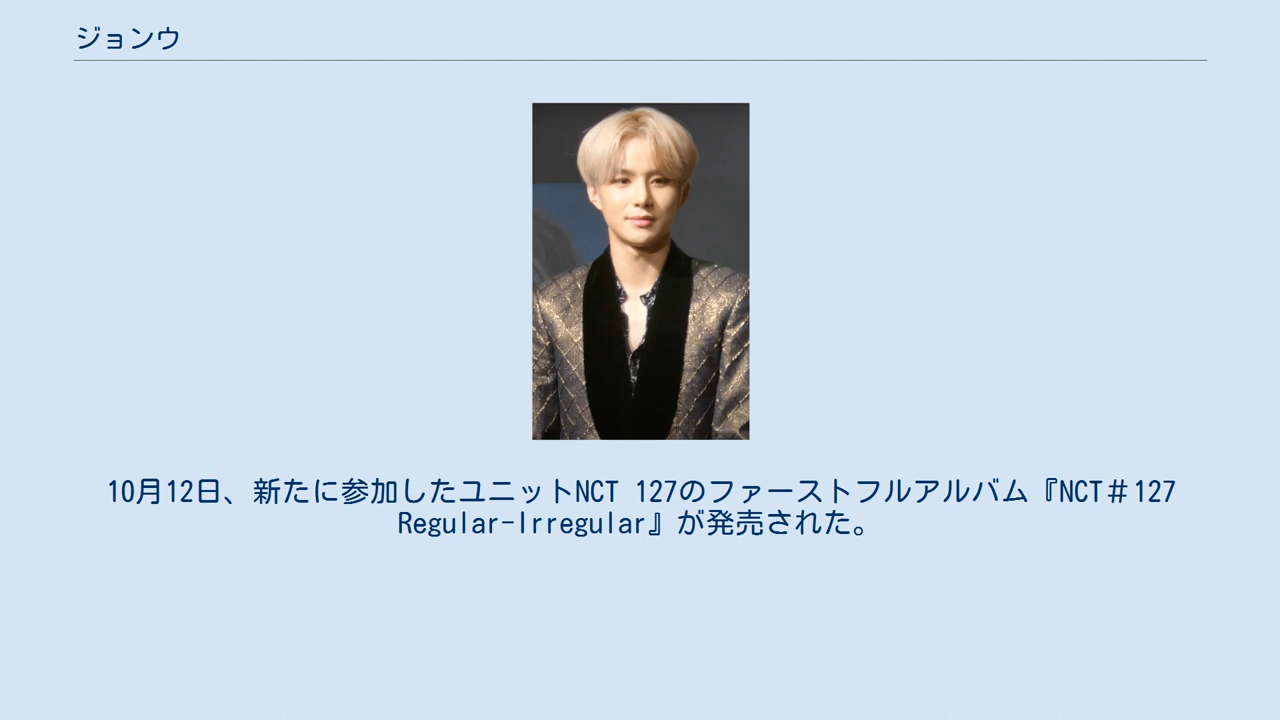 ジョンウ
10月12日、新たに参加したユニットNCT 127のファーストフルアルバム『NCT＃127
Regular-Irregular』が発売された。